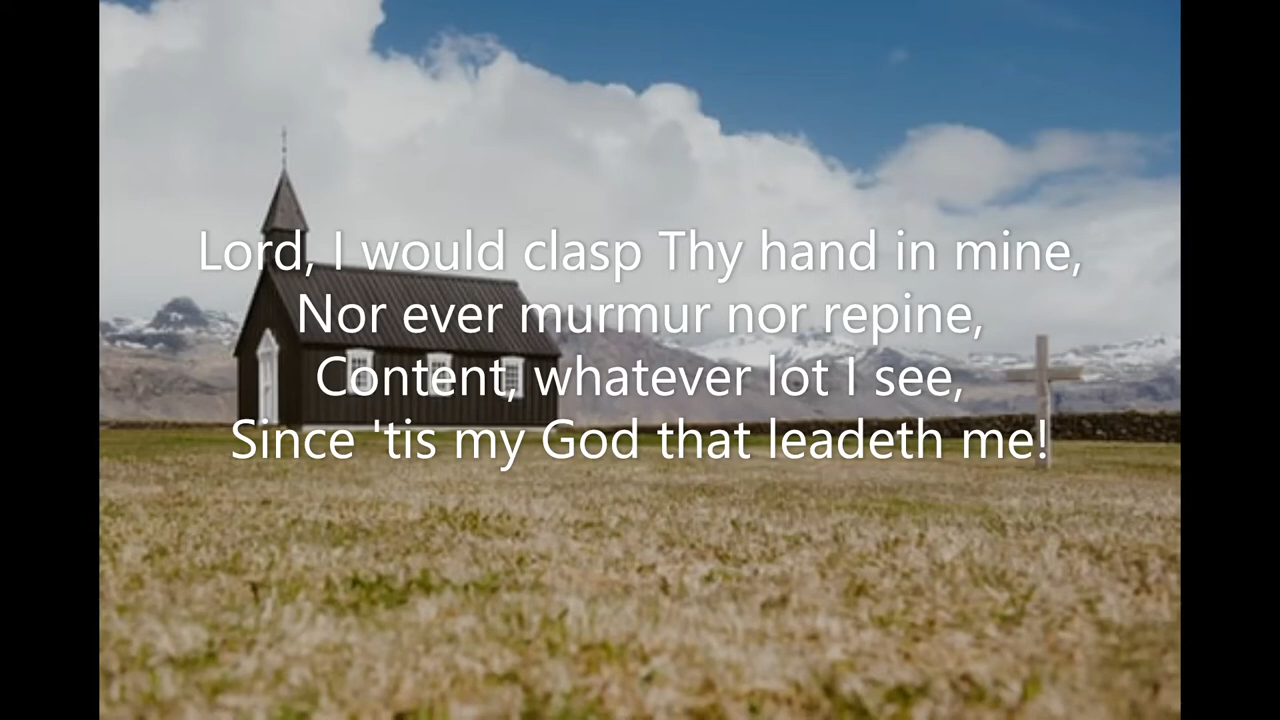 Lord, I would clasp Thy hand in mine,
Nor ever murmur nor repine,
Content, whatever lot I see,
Since 'tis my God that leadeth me!